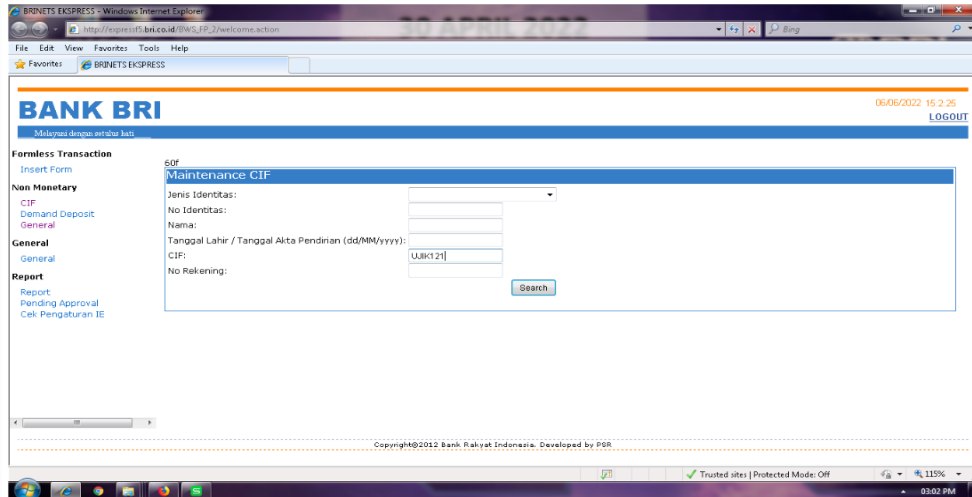 BRINETS EKSPRESS - Windows Internet Explorer
30 APRIL 2022
http://expressf5.bri.co.id/BWS_FP_2/welcome.action
Bing
File Edit View Favorites Tools Help
Favorites
BRINETS EKSPRESS
BANK BRI
06/06/2022 15:2:25
LOGOUT
Melayani dengan setulus hati
Formless Transaction
Insert Form
Non Monetary
CIF
Demand Deposit
General
General
General
Report
Report
Pending Approval
Cek Pengaturan IE
60f
Maintenance CIF
Jenis Identitas:
No Identitas:
Nama:
Tanggal Lahir / Tanggal Akta Pendirian (dd/MM/yyyy):
CIF:
UJIK121
No Rekening:
Search
Copyright©2012 Bank Rakyat Indonesia. Developed by PSR
Trusted sites | Protected Mode: Off
115%
03:02 PM